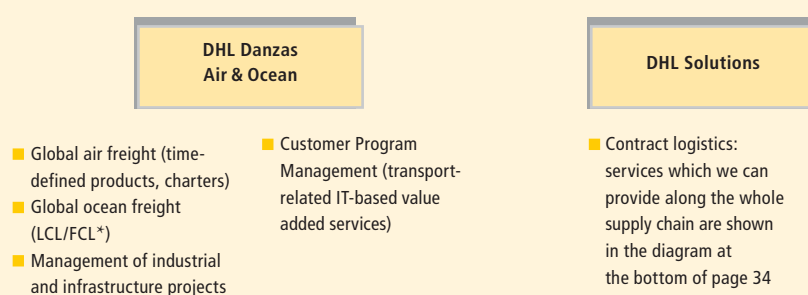 DHL Danzas
Air & Ocean
Global air freight (time-
defined products, charters)
Global ocean freight
(LCL/FCL*)
Management of industrial
and infrastructure projects
Customer Program
Management (transport-
related IT-based value
added services)
DHL Solutions
Contract logistics:
services which we can
provide along the whole
supply chain are shown
in the diagram at
the bottom of page 34